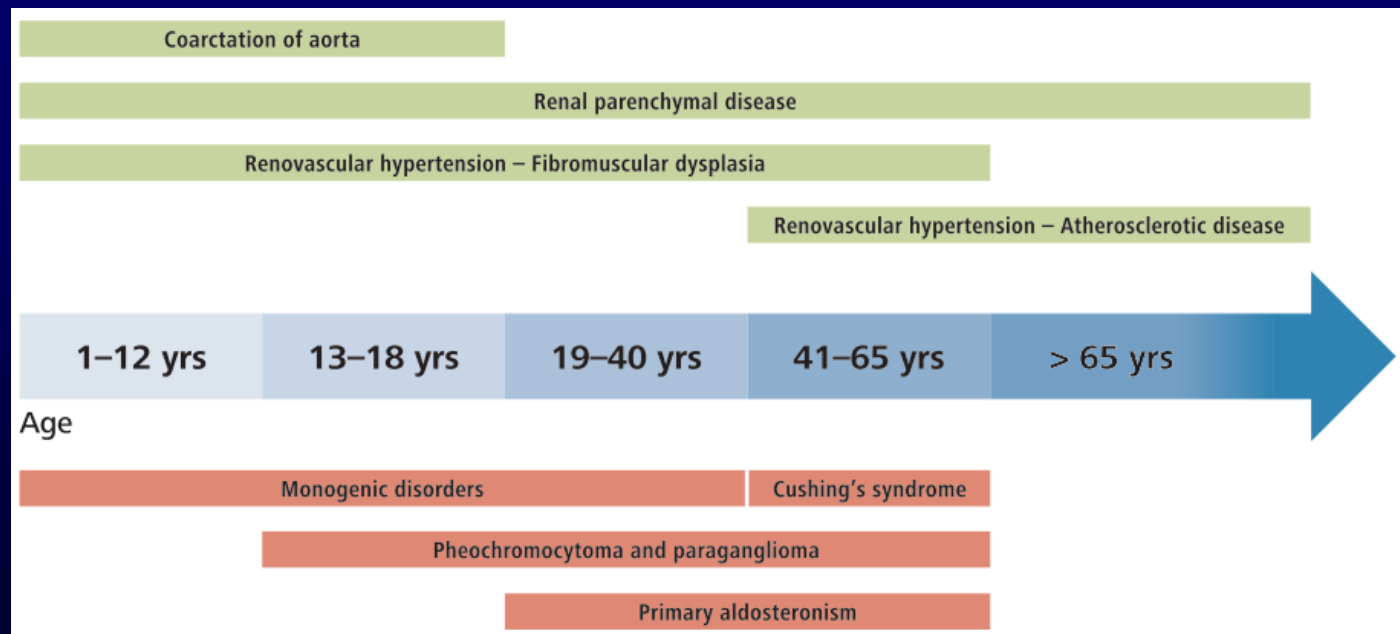 Coarctation of aorta
Renal parenchymal disease
Renovascular hypertension – Fibromuscular dysplasia
Renovascular hypertension – Atherosclerotic disease
1–12 yrs 13–18 yrs 19–40 yrs 41–65 yrs > 65 yrs
Age
Monogenic disorders Cushing’s syndrome
Pheochromocytoma and paraganglioma
Primary aldosteronism